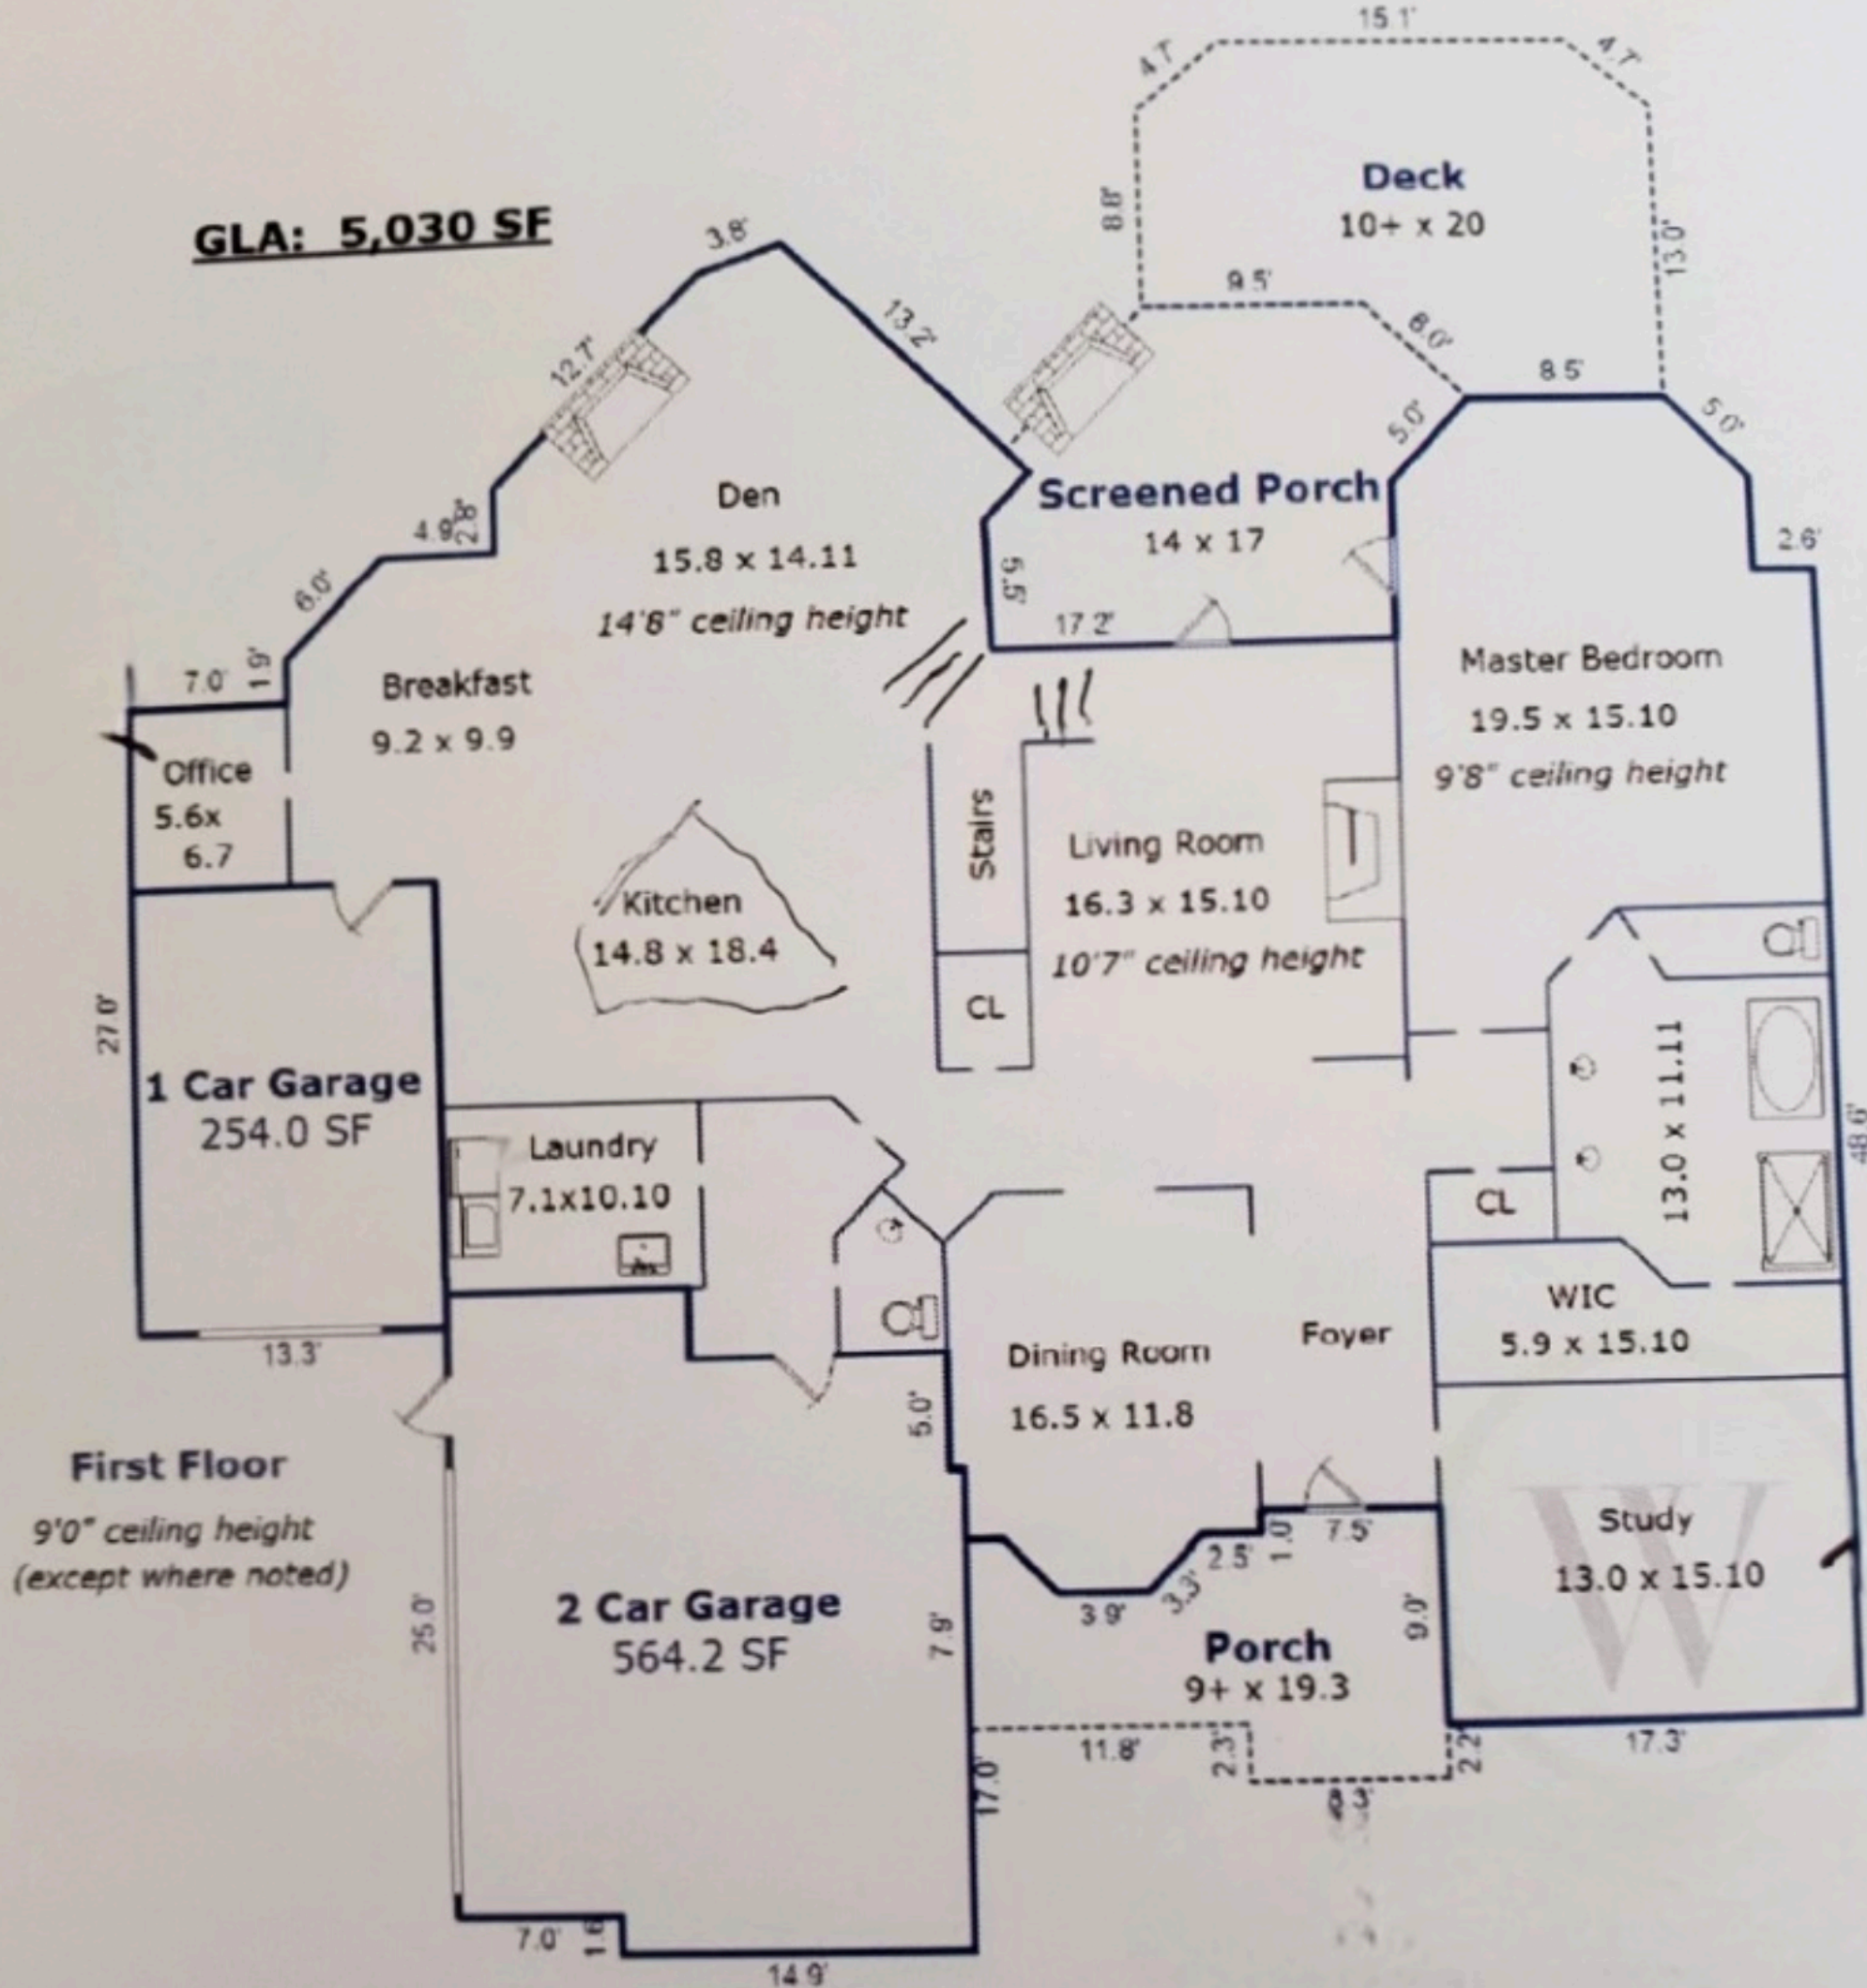 15.1'
4.7'
4.7'
Deck
10+ x 20
8.8'
13.0'
GLA: 5,030 SF
3.8'
9.5'
13.2'
6.0'
12.7'
8.5'
5.0'
5.0'
Den
15.8 x 14.11
14'8" ceiling height
Screened Porch
14 x 17
4.9'
2.8'
2.6'
5.5'
6.0'
17.2'
7.0'
1.9'
Breakfast
9.2 x 9.9
Master Bedroom
19.5 x 15.10
9'8" ceiling height
Office
5.6x
6.7
Stairs
Living Room
16.3 x 15.10
10'7" ceiling height
Kitchen
14.8 x 18.4
CL
27.0'
1 Car Garage
254.0 SF
13.0 x 11.11
48.6'
Laundry
7.1x10.10
CL
WIC
5.9 x 15.10
13.3'
Dining Room
16.5 x 11.8
Foyer
5.0'
First Floor
9'0" ceiling height
(except where noted)
Study
13.0 x 15.10
W
7.5'
1.0'
2.5'
3.3'
3.9'
25.0'
2 Car Garage
564.2 SF
7.9'
9.0'
Porch
9+ x 19.3
11.8'
2.3'
2.2'
17.3'
17.0'
7.0'
1.6'
14.9'